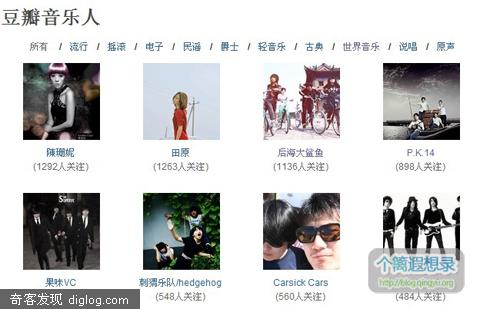 豆瓣音乐人
所有 / 流行 / 摇滚 / 电子 / 民谣 / 爵士 / 轻音乐 / 古典 / 世界音乐 / 说唱 / 原声
陳珊妮 田原 后海大鲨鱼 P.K.14
(1292人关注) (1263人关注) (1136人关注) (898人关注)
果味VC 刺猬乐队/hedgehog Carsick Cars
(548人关注) (560人关注) (484人关注)
个篱遐想录
http://blog.qingyu.org
奇客发现 diglog.com